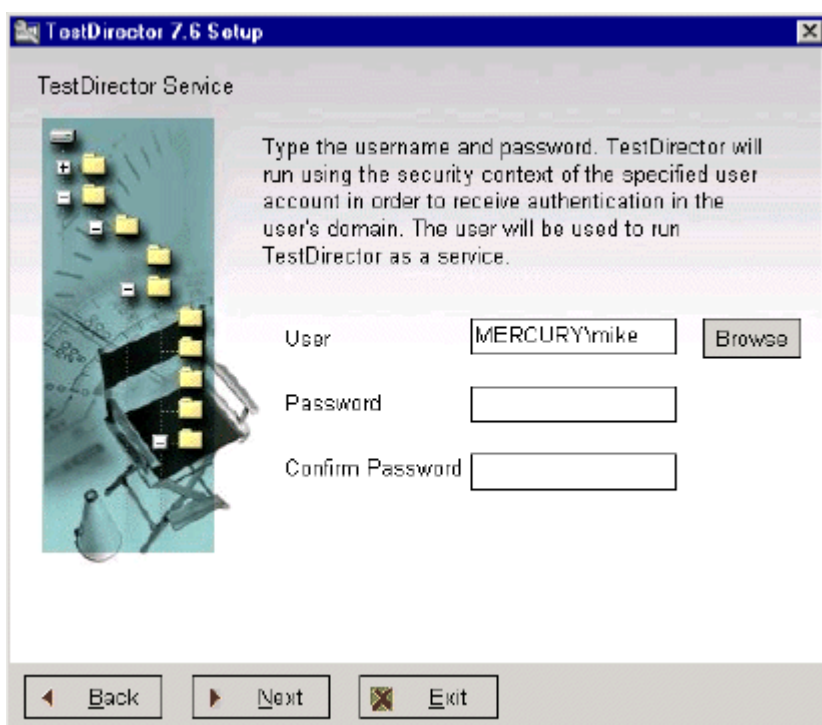 TestDirector 7.6 Setup
TestDirector Service
Type the username and password. TestDirector will
run using the security context of the specified user
account in order to receive authentication in the
user's domain. The user will be used to run
TestDirector as a service.
User
MERCURY\mike
Browse
Password
Confirm Password
Back
Next
Exit